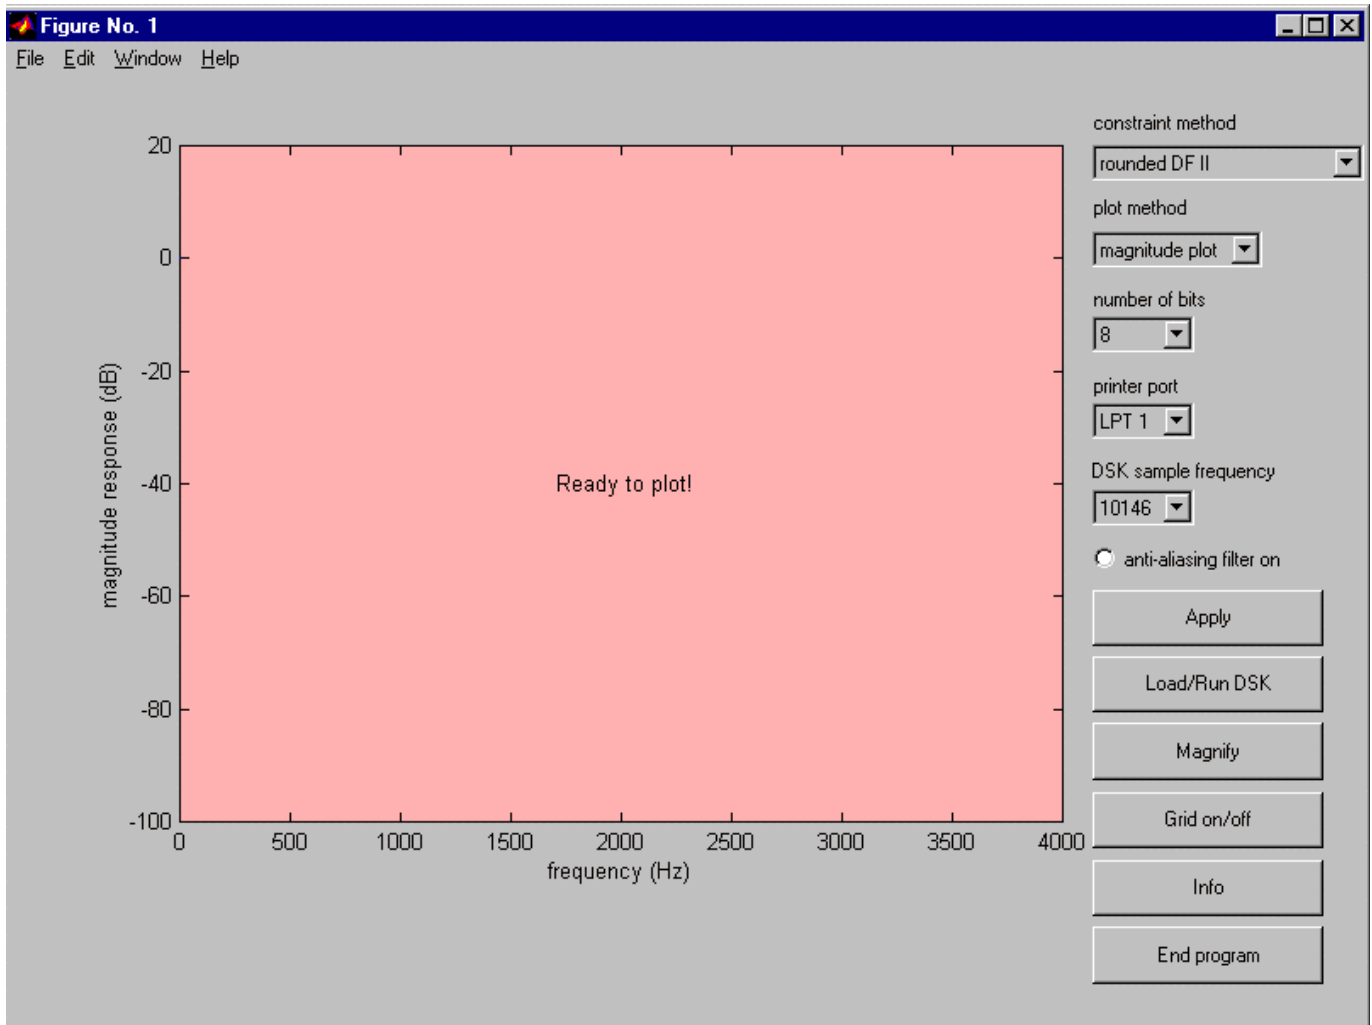 Figure No. 1
File Edit Window Help
constraint method
rounded DF II
plot method
magnitude plot
number of bits
8
printer port
LPT 1
DSK sample frequency
10146
anti-aliasing filter on
Apply
Load/Run DSK
Magnify
Grid on/off
Info
End program
20
0
-20
-40
-60
-80
-100
magnitude response (dB)
Ready to plot!
0 500 1000 1500 2000 2500 3000 3500 4000
frequency (Hz)